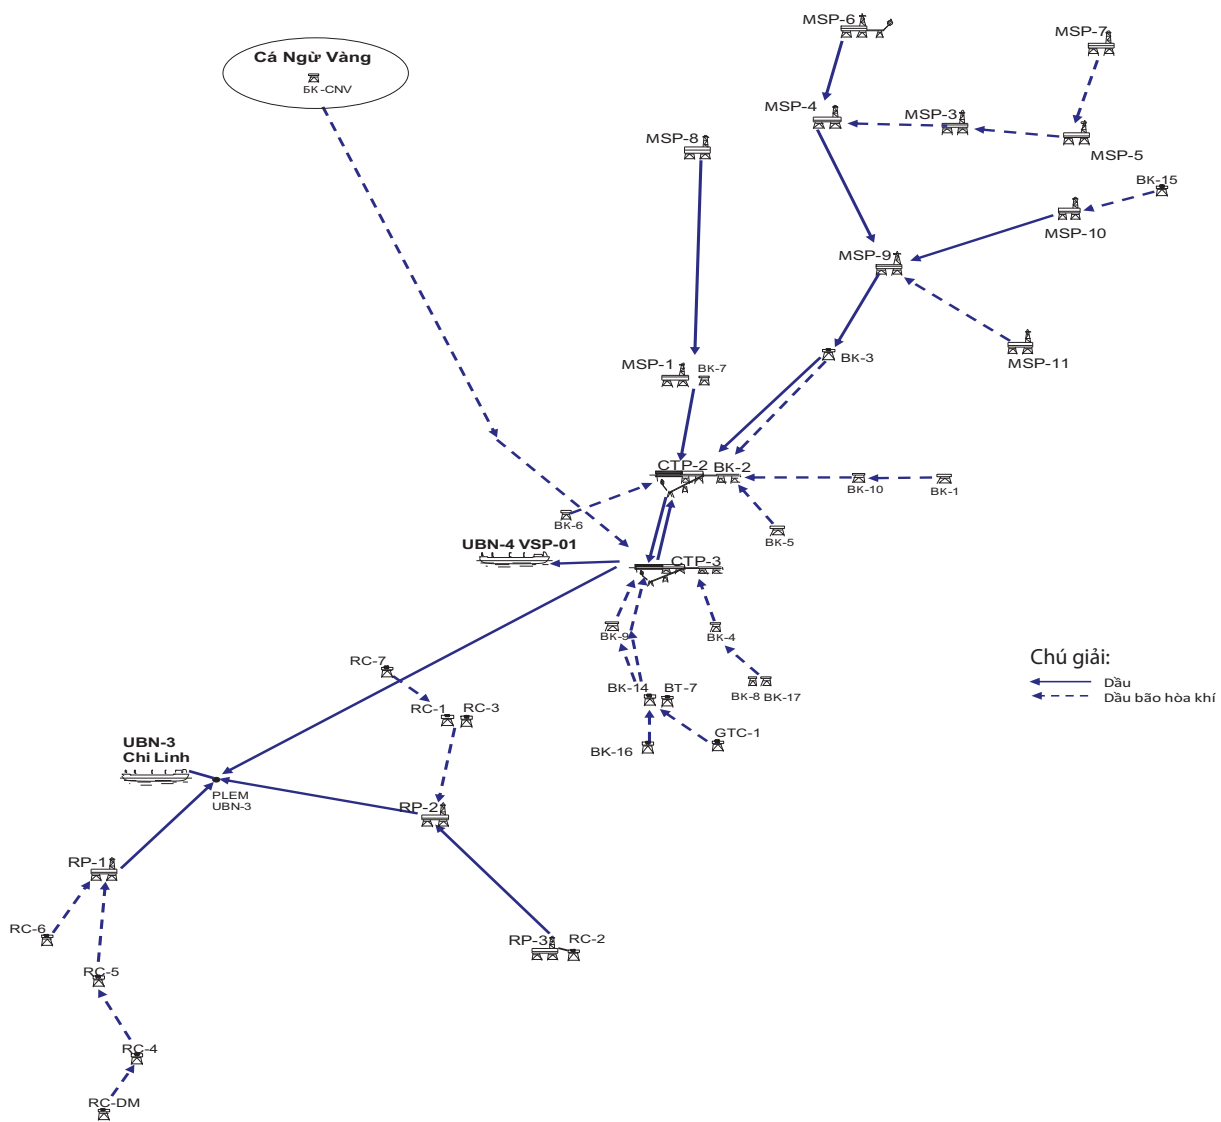 MSP-6
MSP-7
Cá Ngừ Vàng
БК-CNV
MSP-4
MSP-3
MSP-8
MSP-5
BK-15
MSP-10
MSP-9
BK-3
MSP-1
BK-7
MSP-11
CTP-2
BK-2
BK-10
BK-1
BK-6
BK-5
UBN-4 VSP-01
CTP-3
BK-9
BK-4
RC-7
Chú giải:
Dầu
Dầu bão hòa khí
BK-14
BT-7
BK-8
BK-17
RC-1
RC-3
GTC-1
UBN-3
Chi Linh
BK-16
PLEM
UBN-3
RP-2
RP-1
RC-6
RP-3
RC-2
RC-5
RC-4
RC-DM